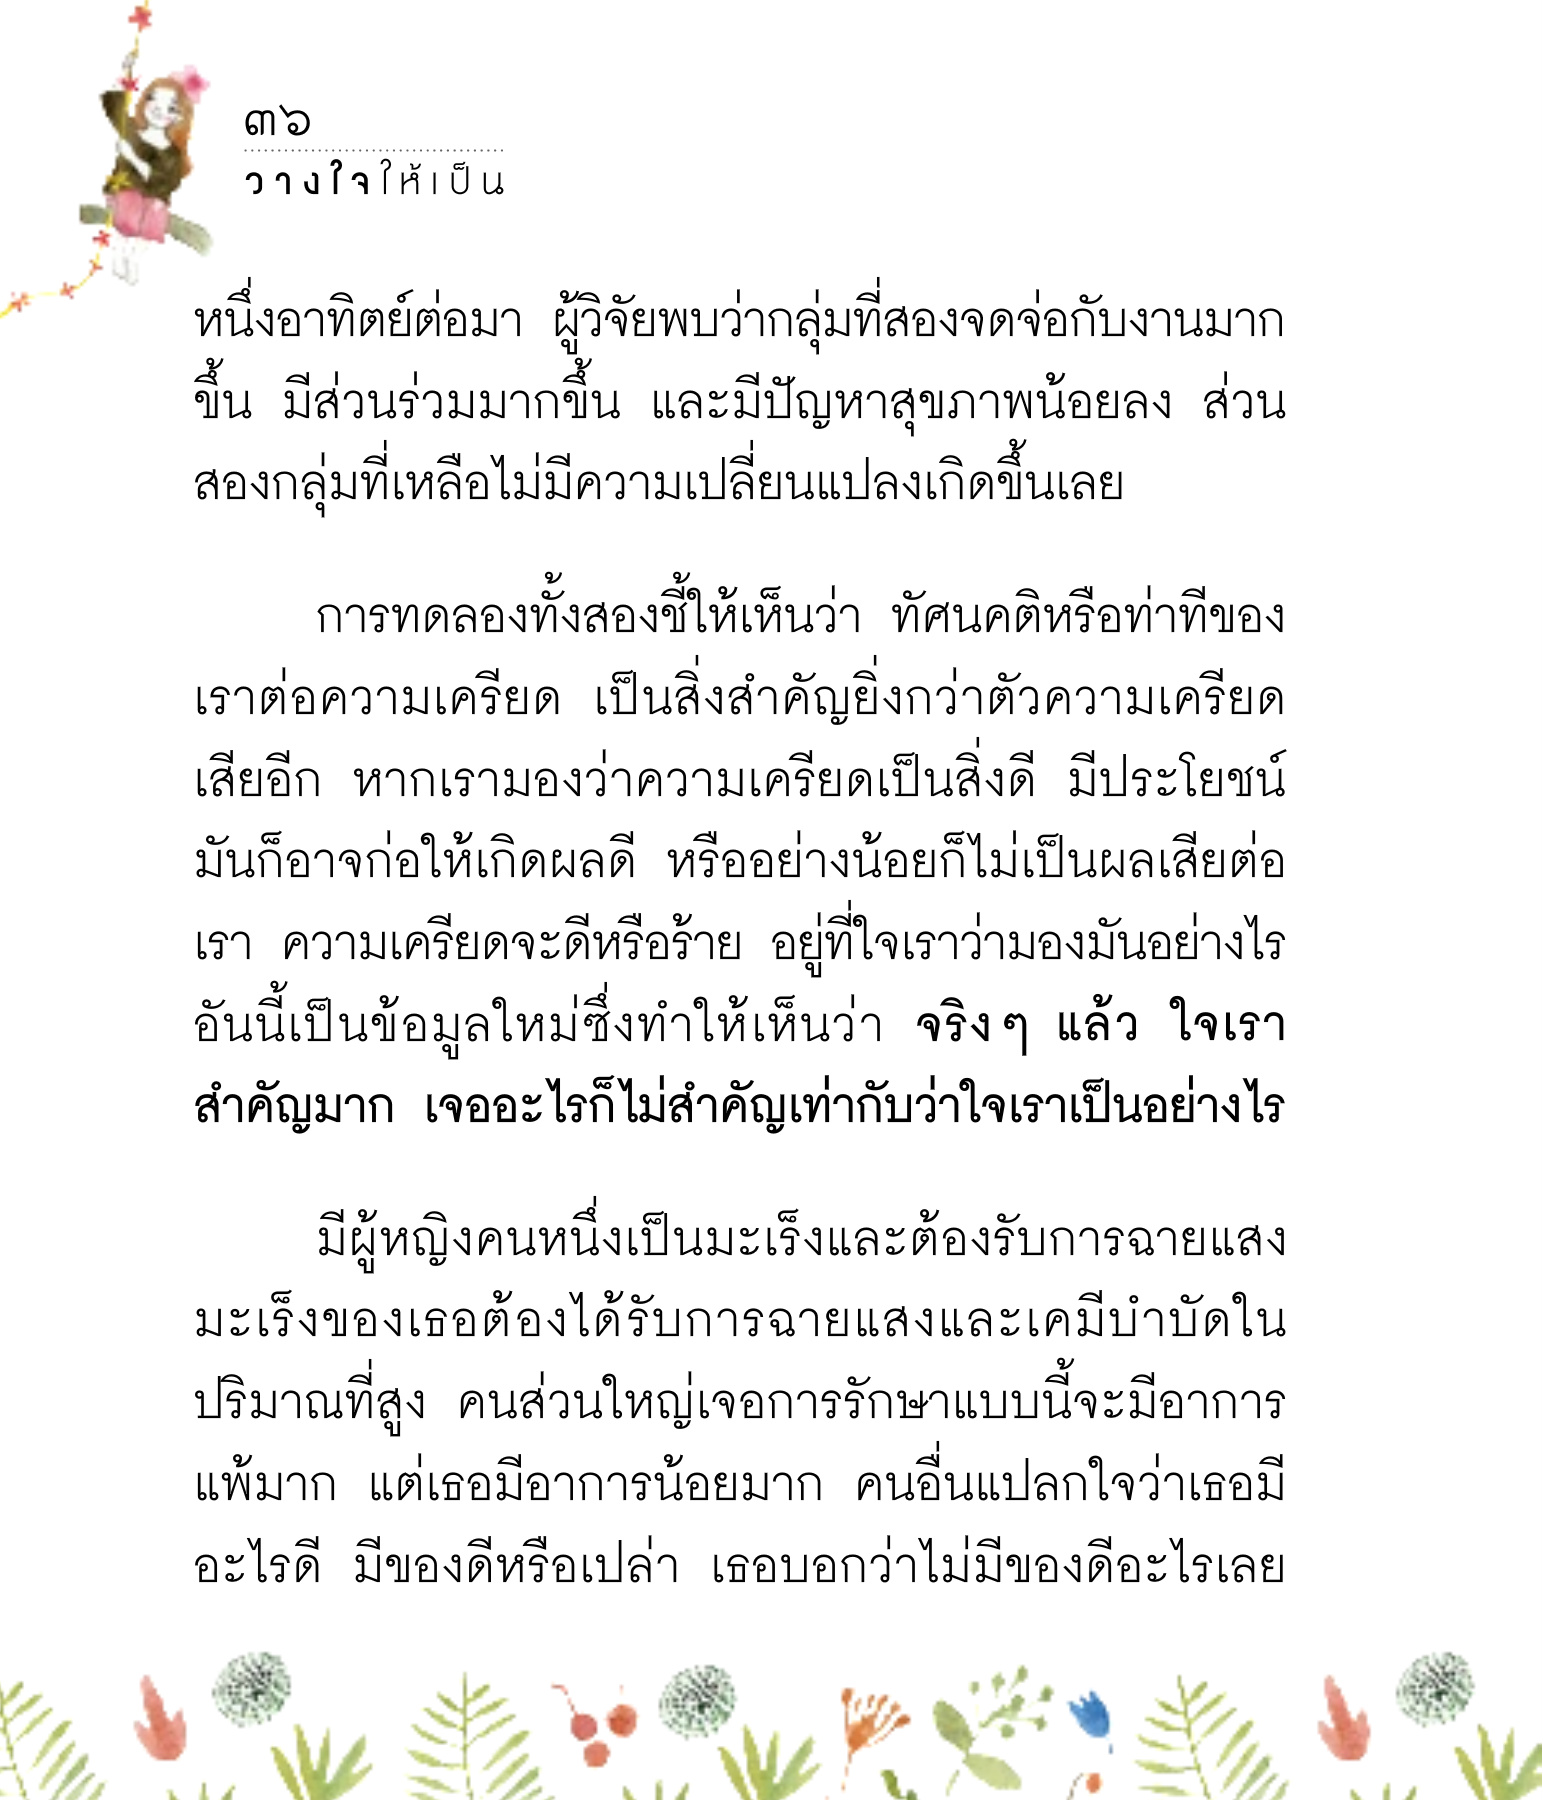 ๓๖
วางใจให้เป็น
หนึ่งอาทิตย์ต่อมา ผู้วิจัยพบว่ากลุ่มที่สองจดจ่อกับงานมาก
ขึ้น มีส่วนร่วมมากขึ้น และมีปัญหาสุขภาพน้อยลง ส่วน
สองกลุ่มที่เหลือไม่มีความเปลี่ยนแปลงเกิดขึ้นเลย
การทดลองทั้งสองชี้ให้เห็นว่า ทัศนคติหรือท่าทีของ
เราต่อความเครียด เป็นสิ่งสำคัญยิ่งกว่าตัวความเครียด
เสียอีก หากเรามองว่าความเครียดเป็นสิ่งดี มีประโยชน์
มันก็อาจก่อให้เกิดผลดี หรืออย่างน้อยก็ไม่เป็นผลเสียต่อ
เรา ความเครียดจะดีหรือร้าย อยู่ที่ใจเราว่ามองมันอย่างไร
อันนี้เป็นข้อมูลใหม่ซึ่งทำให้เห็นว่า จริงๆ แล้ว ใจเรา
สำคัญมาก เจออะไรก็ไม่สำคัญเท่ากับว่าใจเราเป็นอย่างไร
มีผู้หญิงคนหนึ่งเป็นมะเร็งและต้องรับการฉายแสง
มะเร็งของเธอต้องได้รับการฉายแสงและเคมีบำบัดใน
ปริมาณที่สูง คนส่วนใหญ่เจอการรักษาแบบนี้จะมีอาการ
แพ้มาก แต่เธอมีอาการน้อยมาก คนอื่นแปลกใจว่าเธอมี
อะไรดี มีของดีหรือเปล่า เธอบอกว่าไม่มีของดีอะไรเลย